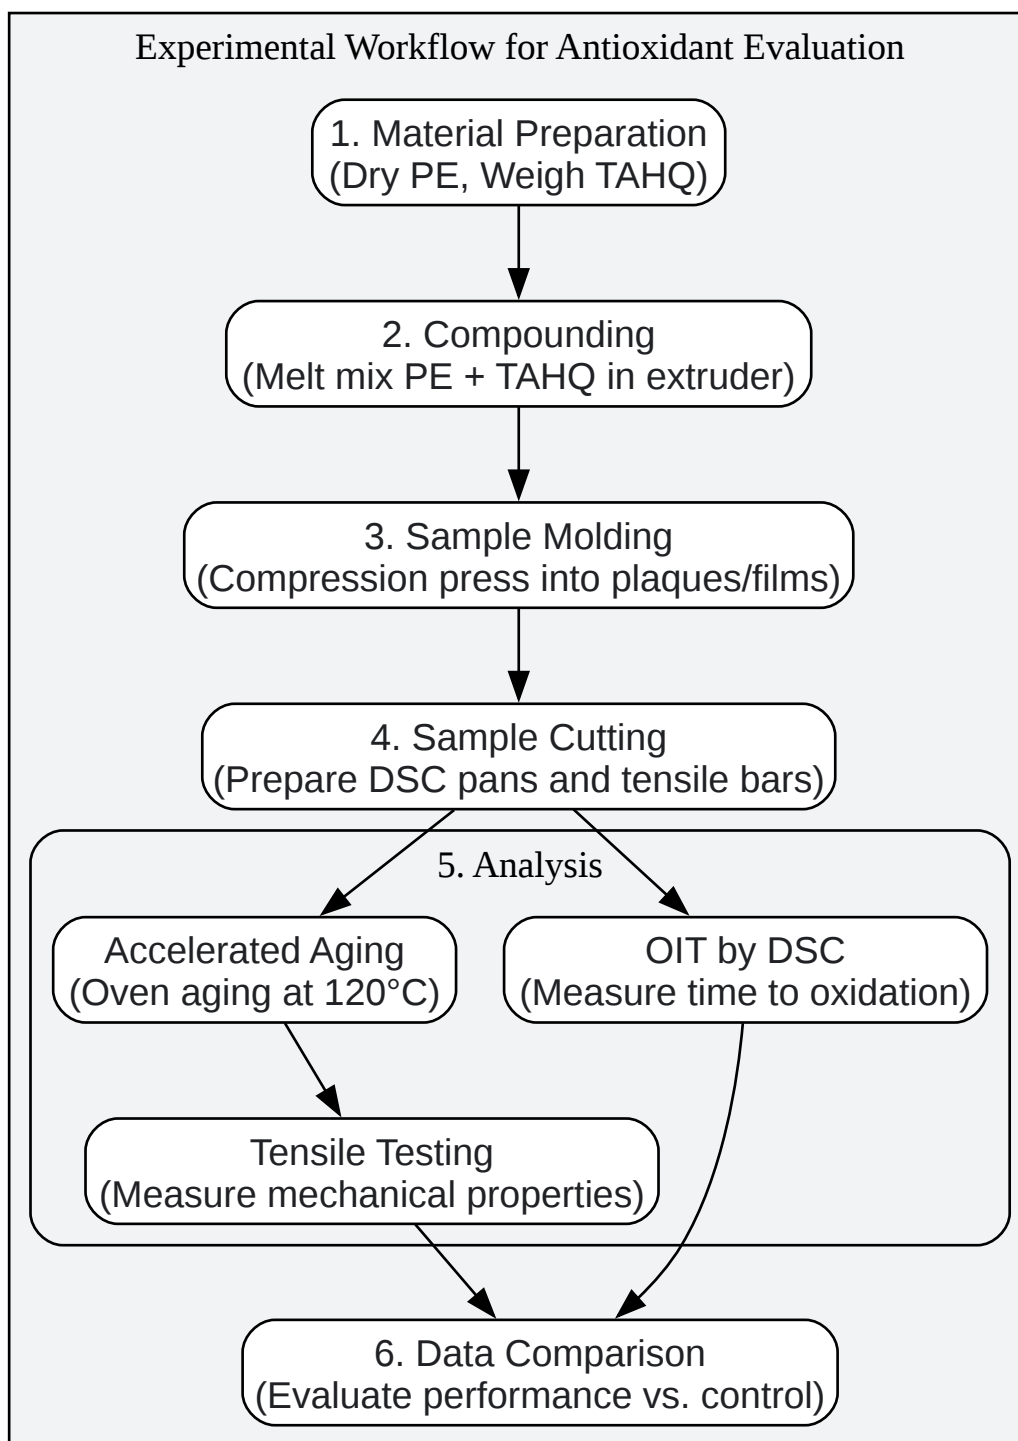 Experimental Workflow for Antioxidant Evaluation
1. Material Preparation
(Dry PE, Weigh TAHQ)
2. Compounding
(Melt mix PE + TAHQ in extruder)
3. Sample Molding
(Compression press into plaques/films)
4. Sample Cutting
(Prepare DSC pans and tensile bars)
5. Analysis
Accelerated Aging
(Oven aging at 120°C)
OIT by DSC
(Measure time to oxidation)
Tensile Testing
(Measure mechanical properties)
6. Data Comparison
(Evaluate performance vs. control)